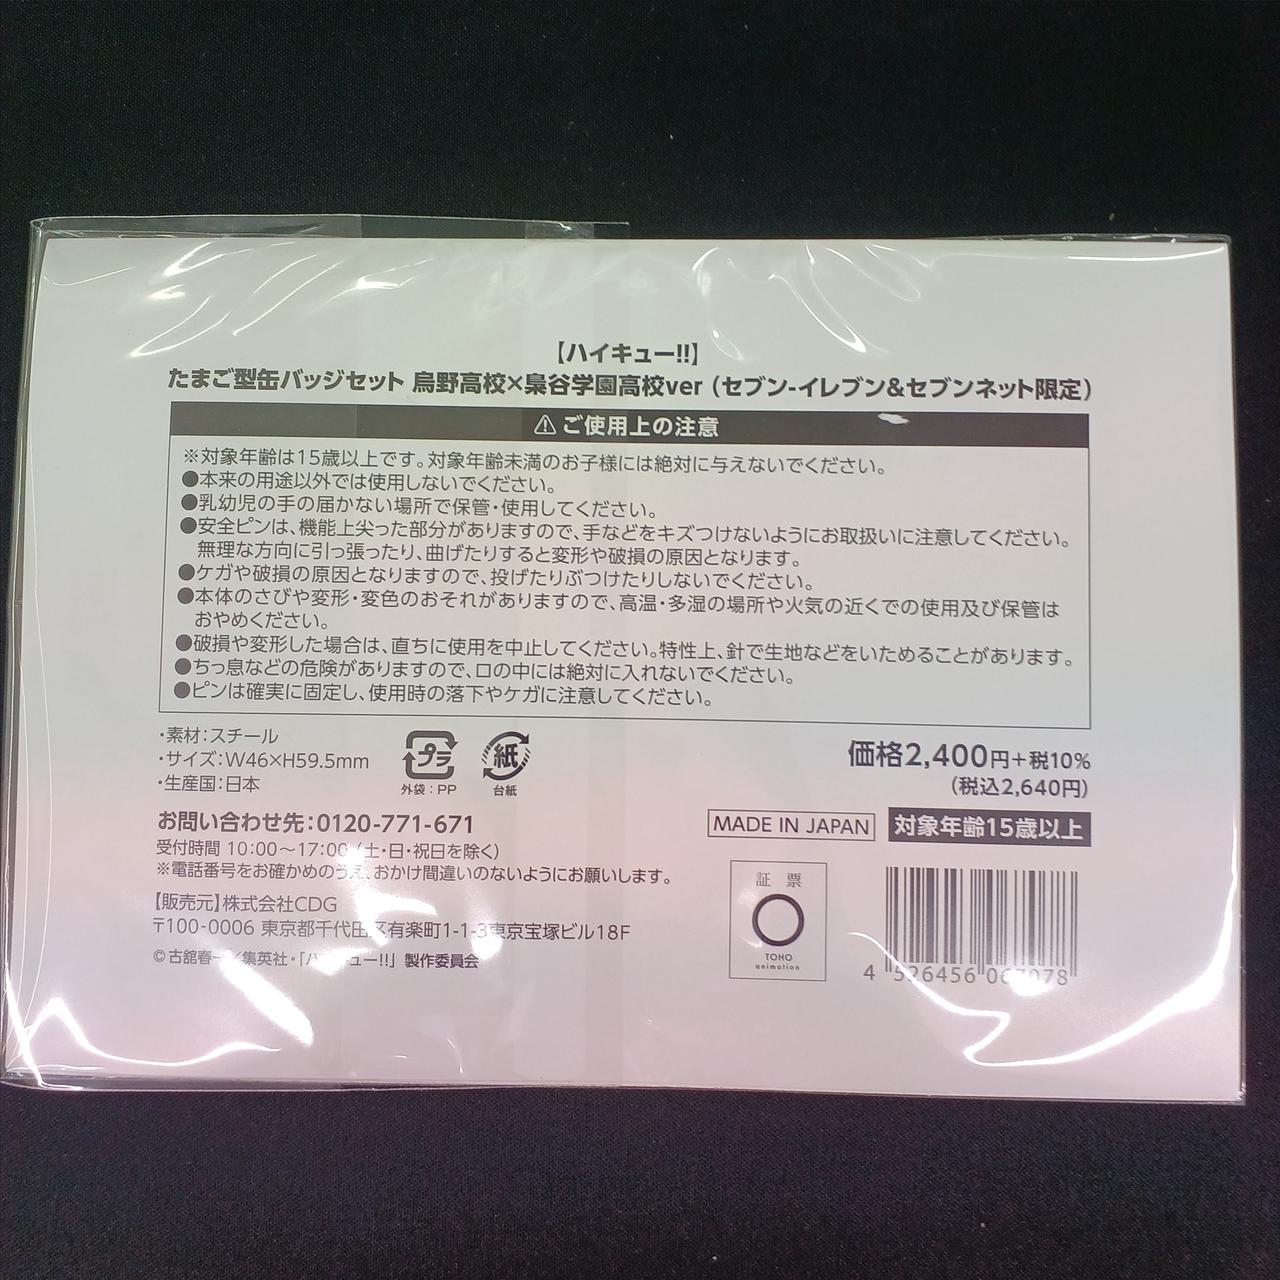 【ハイキュー!!】
たまご型缶バッジセット 烏野高校×梟谷学園高校ver (セブン-イレブン&セブンネット限定)
⚠ ご使用上の注意
※対象年齢は15歳以上です。対象年齢未満のお子様には絶対に与えないでください。
●本来の用途以外では使用しないでください。
●乳幼児の手の届かない場所で保管・使用してください。
●安全ピンは、機能上尖った部分がありますので、手などをキズつけないようにお取扱いに注意してください。
無理な方向に引っ張ったり、曲げたりすると変形や破損の原因となります。
●ケガや破損の原因となりますので、投げたりぶつけたりしないでください。
●本体のさびや変形・変色のおそれがありますので、高温・多湿の場所や火気の近くでの使用及び保管は
おやめください。
●破損や変形した場合は、直ちに使用を中止してください。特性上、針で生地などをいためることがあります。
●ちっ息などの危険がありますので、口の中には絶対に入れないでください。
●ピンは確実に固定し、使用時の落下やケガに注意してください。
・素材：スチール
・サイズ：W46×H59.5mm
・生産国：日本
プラ
外袋：PP
紙
台紙
価格2,400円+税10%
(税込2,640円)
お問い合わせ先：0120-771-671
受付時間 10:00〜17:00 (土・日・祝日を除く)
※電話番号をお確かめのうえ、おかけ間違いのないようにお願いします。
【販売元】株式会社CDG
〒100-0006 東京都千代田区有楽町1-1-3東京宝塚ビル18F
©古舘春一／集英社・「ハイキュー!!」製作委員会
MADE IN JAPAN
対象年齢15歳以上
証 票
TOHO
animation
4 526456 067078